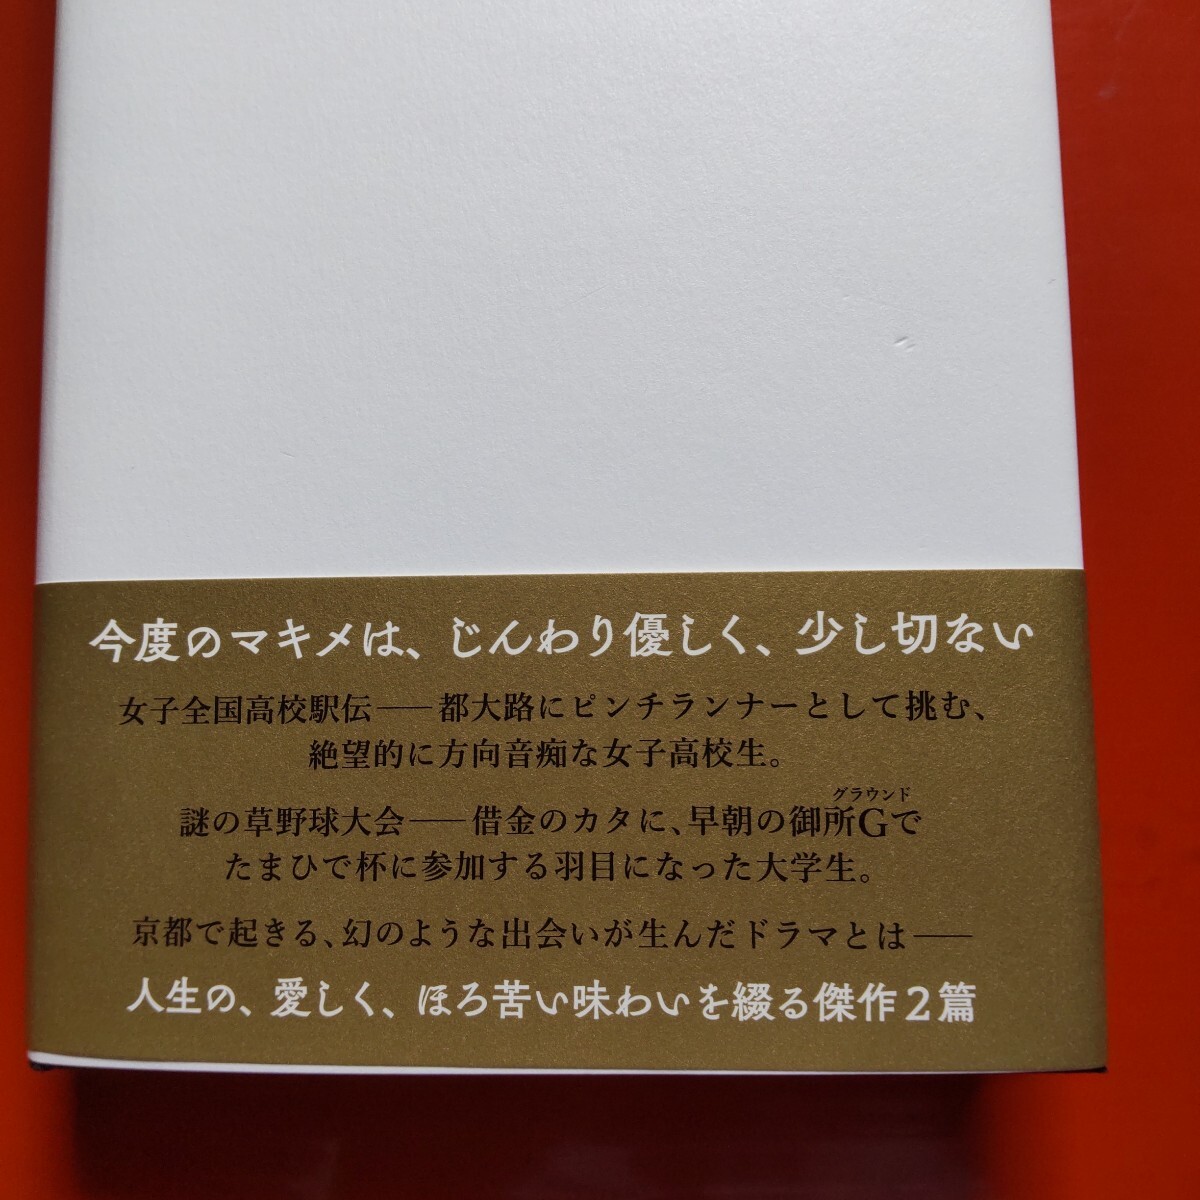 今度のマキメは、じんわり優しく、少し切ない
女子全国高校駅伝――都大路にピンチランナーとして挑む、
絶望的に方向音痴な女子高校生。
グラウンド
謎の草野球大会――借金のカタに、早朝の御所Gで
たまひで杯に参加する羽目になった大学生。
京都で起きる、幻のような出会いが生んだドラマとは――
人生の、愛しく、ほろ苦い味わいを綴る傑作2篇